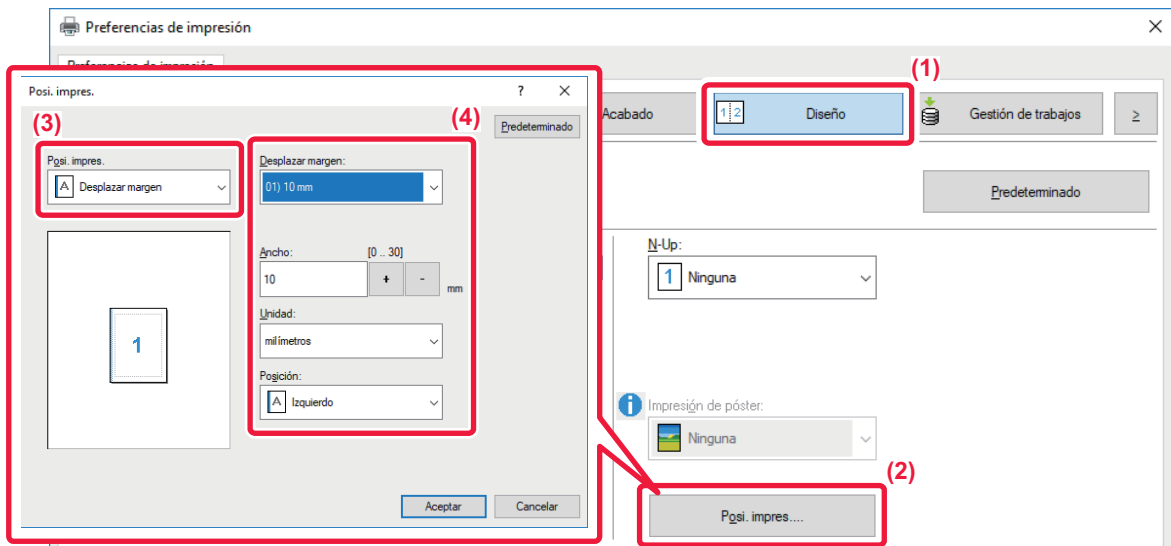 Preferencias de impresión
Preferencias de impresión
(1)
Acabado
1 2
Diseño
Gestión de trabajos
>
Predeterminado
Posi. impres.
?
(3)
(4)
Predeterminado
Posi. impres.
A Desplazar margen
Desplazar margen:
01) 10 mm
Ancho: [0 .. 30]
10 + - mm
Unidad:
milímetros
Posición:
A Izquierdo
1
Aceptar
Cancelar
N-Up:
1 Ninguna
i
Impresión de póster:
Ninguna
(2)
Posi. impres....